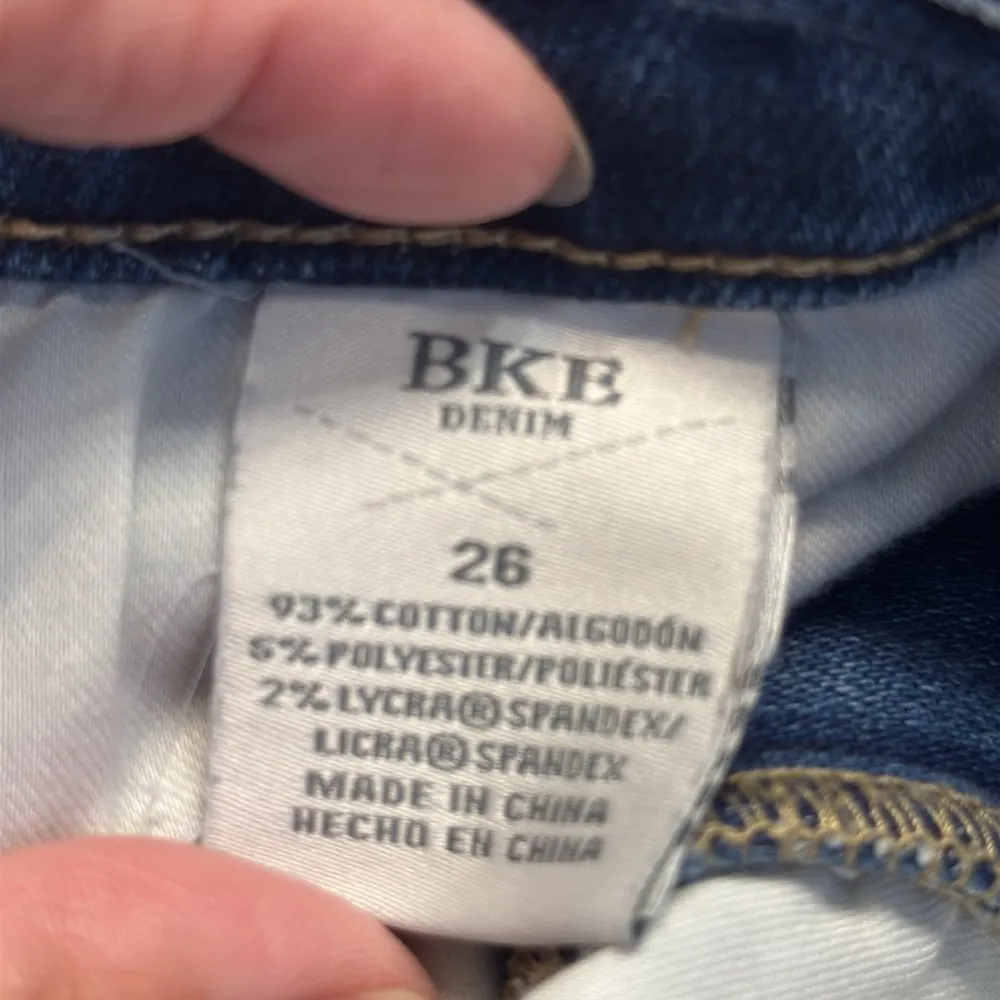 BKE
DENIM
26
93% COTTON/ALGODÓN
5% POLYESTER/POLIÉSTER
2% LYCRA® SPANDEX/
LICRA® SPANDEX
MADE IN CHINA
HECHO EN CHINA